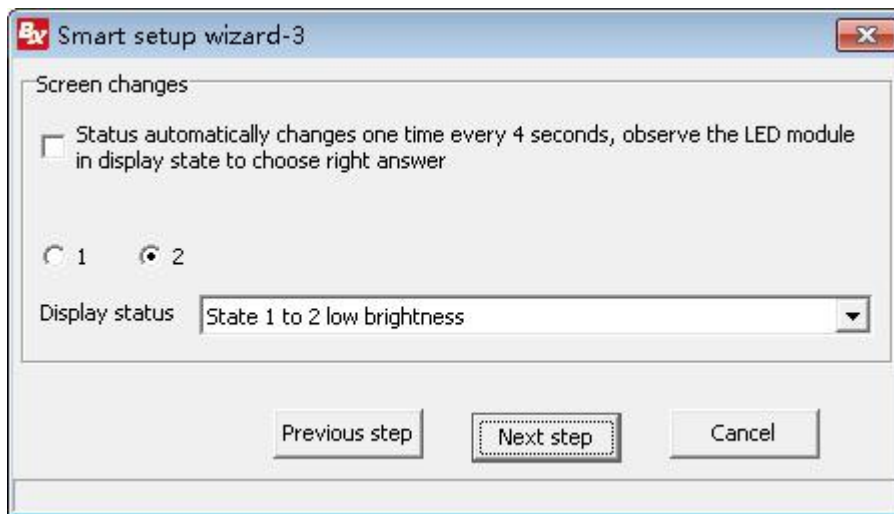 BX Smart setup wizard-3
Screen changes
Status automatically changes one time every 4 seconds, observe the LED module
in display state to choose right answer
1 2
Display status State 1 to 2 low brightness
Previous step Next step Cancel